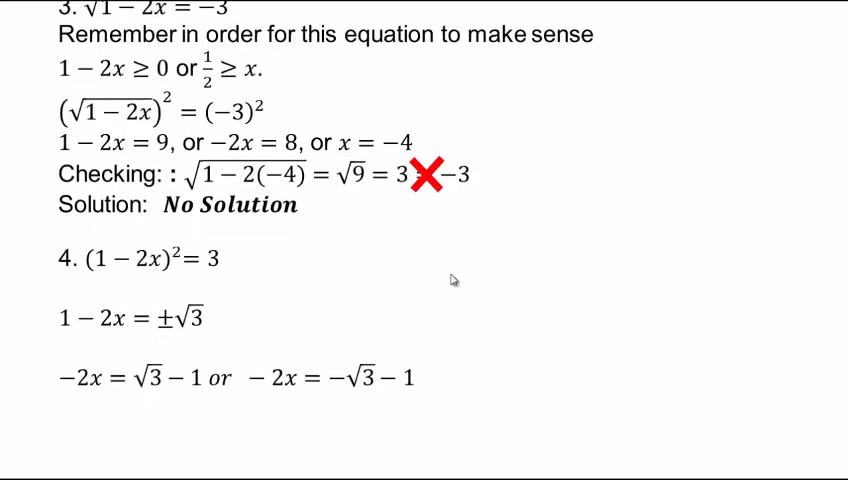 3. √1 − 2x = −3
Remember in order for this equation to make sense
1 − 2x ≥ 0 or 1/2 ≥ x.
(√(1 − 2x))² = (−3)²
1 − 2x = 9, or −2x = 8, or x = −4
Checking: : √(1 − 2(−4)) = √9 = 3 = −3
Solution: No Solution
4. (1 − 2x)² = 3
1 − 2x = ±√3
−2x = √3 − 1 or − 2x = −√3 − 1